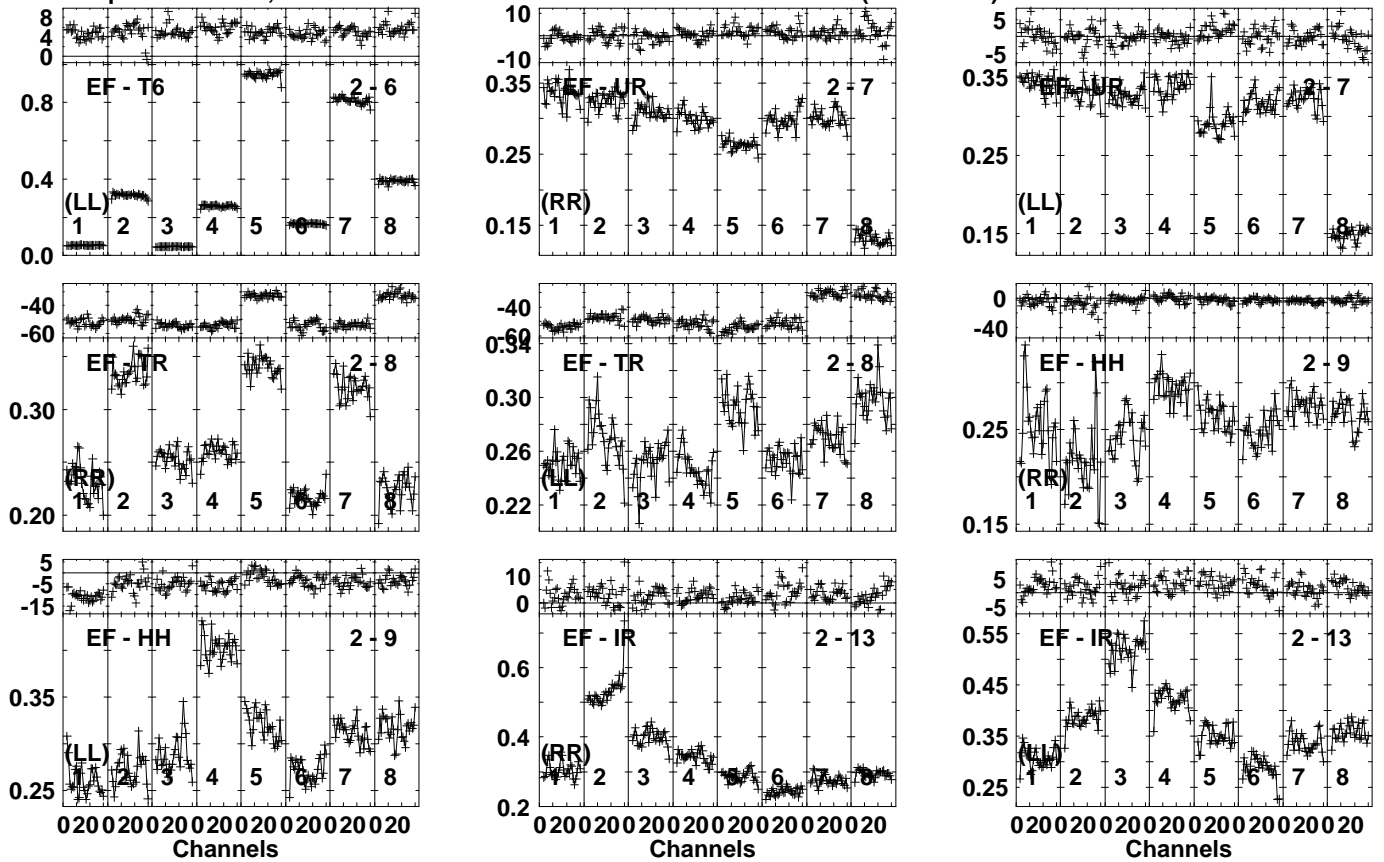 8
4
0
EF - T6 2 - 6
0.8
0.4
0.0
(LL)
1 2 3 4 5 6 7 8
10
-10
EF - UR 2 - 7
0.35
0.25
0.15
(RR)
1 2 3 4 5 6 7 8
5
-5
EF - UR 2 - 7
0.35
0.25
0.15
(LL)
1 2 3 4 5 6 7 8
-40
-60
EF - TR 2 - 8
0.30
0.20
(RR)
1 2 3 4 5 6 7 8
-40
-60
EF - TR 2 - 8
0.34
0.30
0.26
0.22
(LL)
1 2 3 4 5 6 7 8
0
-40
EF - HH 2 - 9
0.25
0.15
(RR)
1 2 3 4 5 6 7 8
5
-5
-15
EF - HH 2 - 9
0.35
0.25
(LL)
1 2 3 4 5 6 7 8
0 20 0 20 0 20 0 20 0 20 0 20 0 20 0 20
Channels
10
0
EF - IR 2 - 13
0.6
0.4
0.2
(RR)
1 2 3 4 5 6 7 8
0 20 0 20 0 20 0 20 0 20 0 20 0 20 0 20
Channels
5
-5
EF - IR 2 - 13
0.55
0.45
0.35
0.25
(LL)
1 2 3 4 5 6 7 8
0 20 0 20 0 20 0 20 0 20 0 20 0 20 0 20
Channels